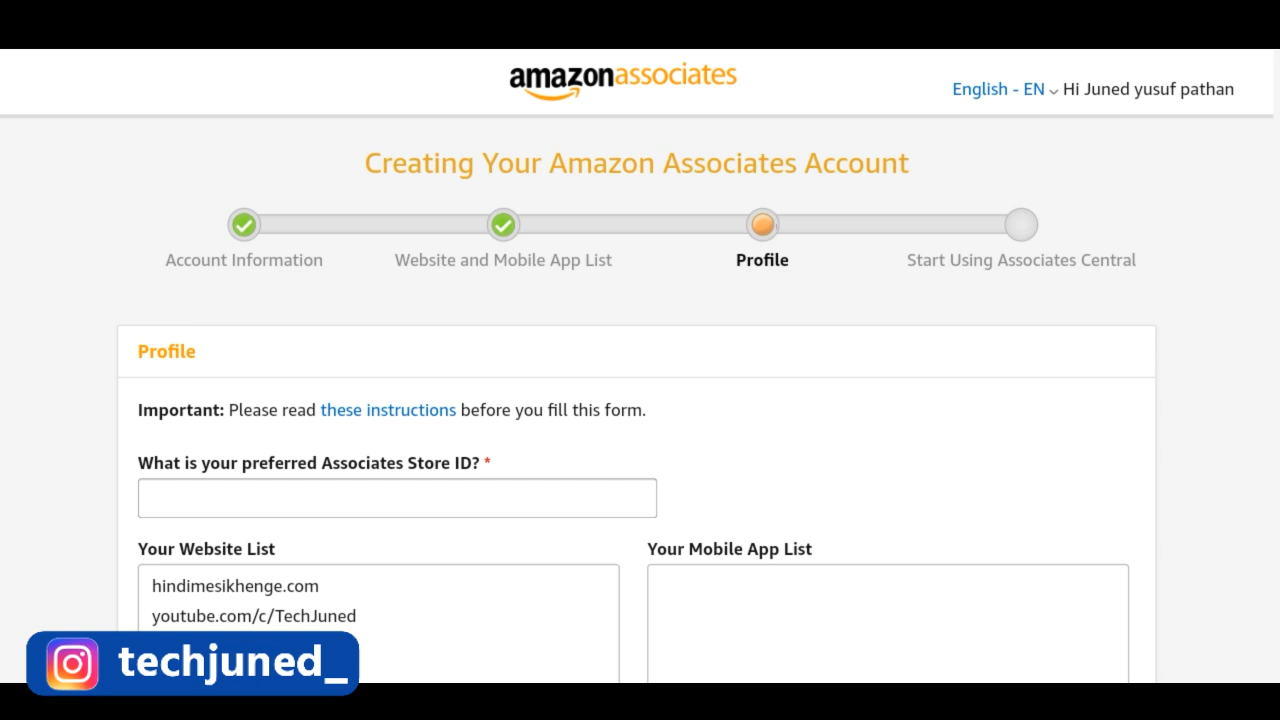 amazonassociates
English - EN Hi Juned yusuf pathan
Creating Your Amazon Associates Account
Account Information Website and Mobile App List Profile Start Using Associates Central
Profile
Important: Please read these instructions before you fill this form.
What is your preferred Associates Store ID? *
Your Website List Your Mobile App List
hindimesikhenge.com
youtube.com/c/TechJuned
techjuned_